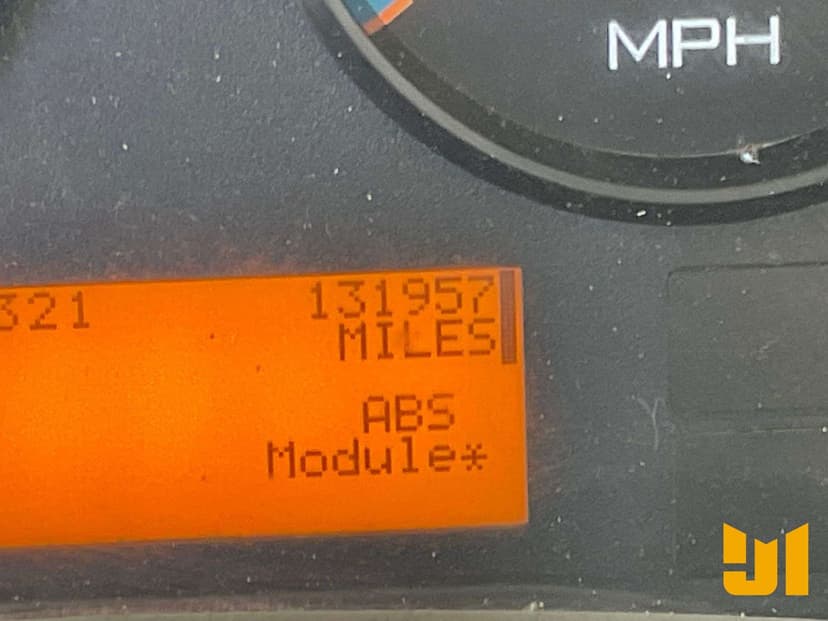 MPH
321 131957
MILES
ABS
Module*